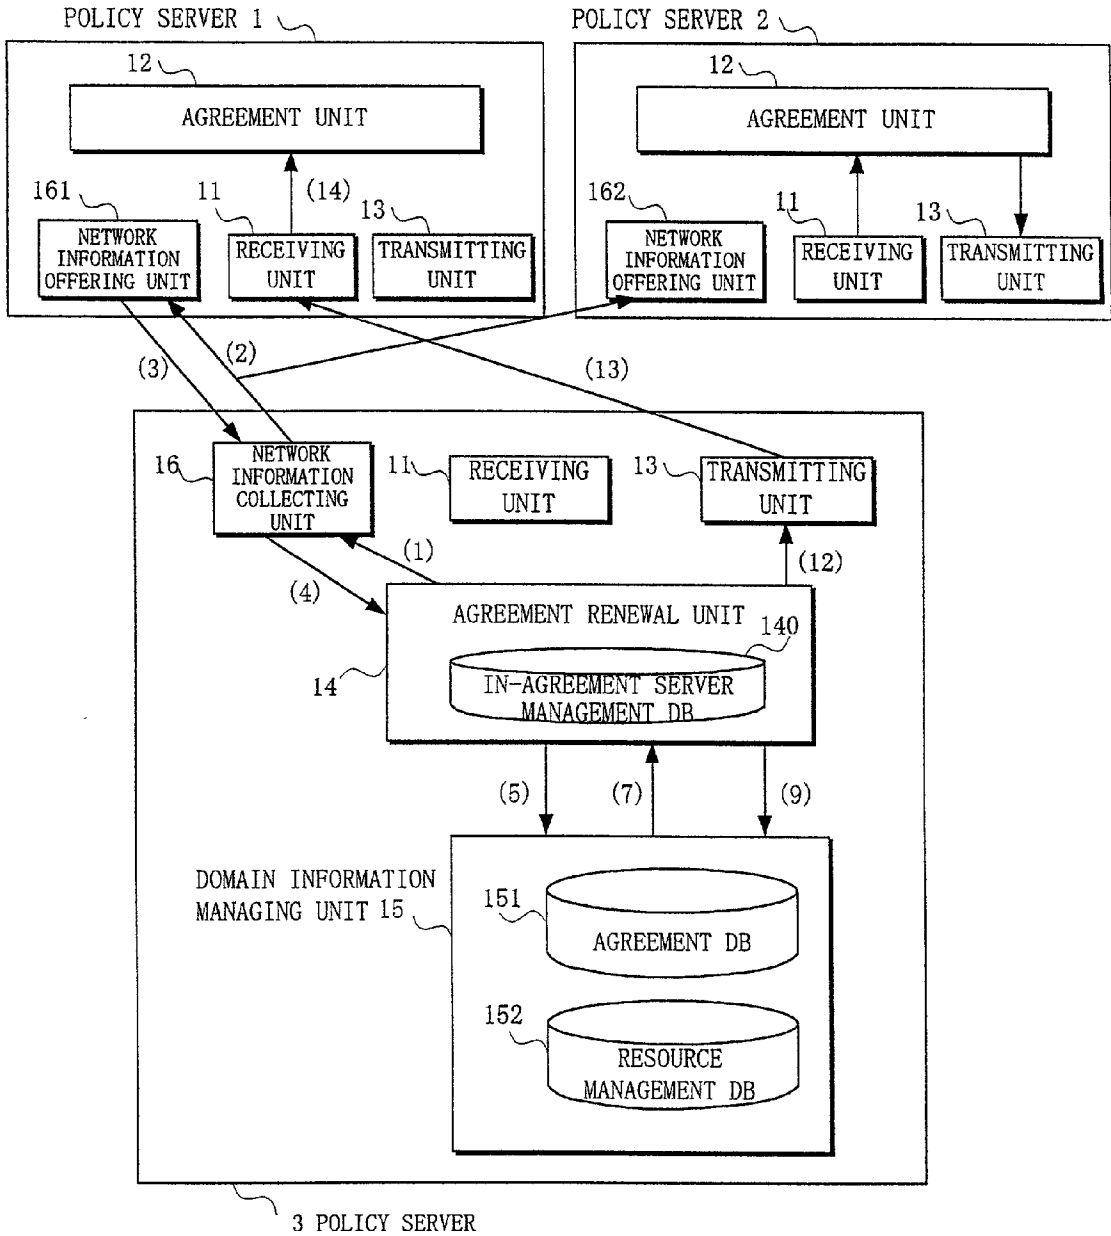 POLICY SERVER 1
POLICY SERVER 2
12
AGREEMENT UNIT
12
AGREEMENT UNIT
161
11
(14)
13
162
11
13
NETWORK
INFORMATION
OFFERING UNIT
RECEIVING
UNIT
TRANSMITTING
UNIT
NETWORK
INFORMATION
OFFERING UNIT
RECEIVING
UNIT
TRANSMITTING
UNIT
(3)
(2)
(13)
16
NETWORK
INFORMATION
COLLECTING
UNIT
11
RECEIVING
UNIT
13
TRANSMITTING
UNIT
(1)
(4)
(12)
AGREEMENT RENEWAL UNIT
140
14
IN-AGREEMENT SERVER
MANAGEMENT DB
(5)
(7)
(9)
DOMAIN INFORMATION
MANAGING UNIT 15
151
AGREEMENT DB
152
RESOURCE
MANAGEMENT DB
3 POLICY SERVER